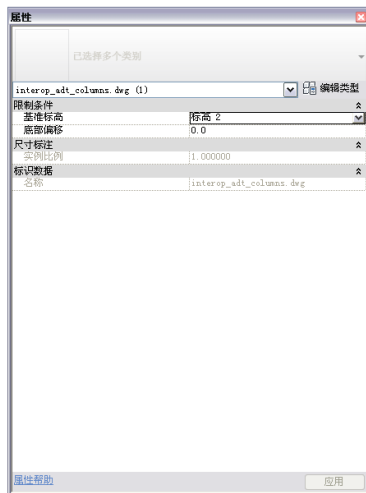 属性
已选择多个类别
interop_adt_columns.dwg (1)
编辑类型
限制条件
基准标高 标高 2
底部偏移 0.0
尺寸标注
实例比例 1.000000
标识数据
名称 interop_adt_columns.dwg
属性帮助
应用